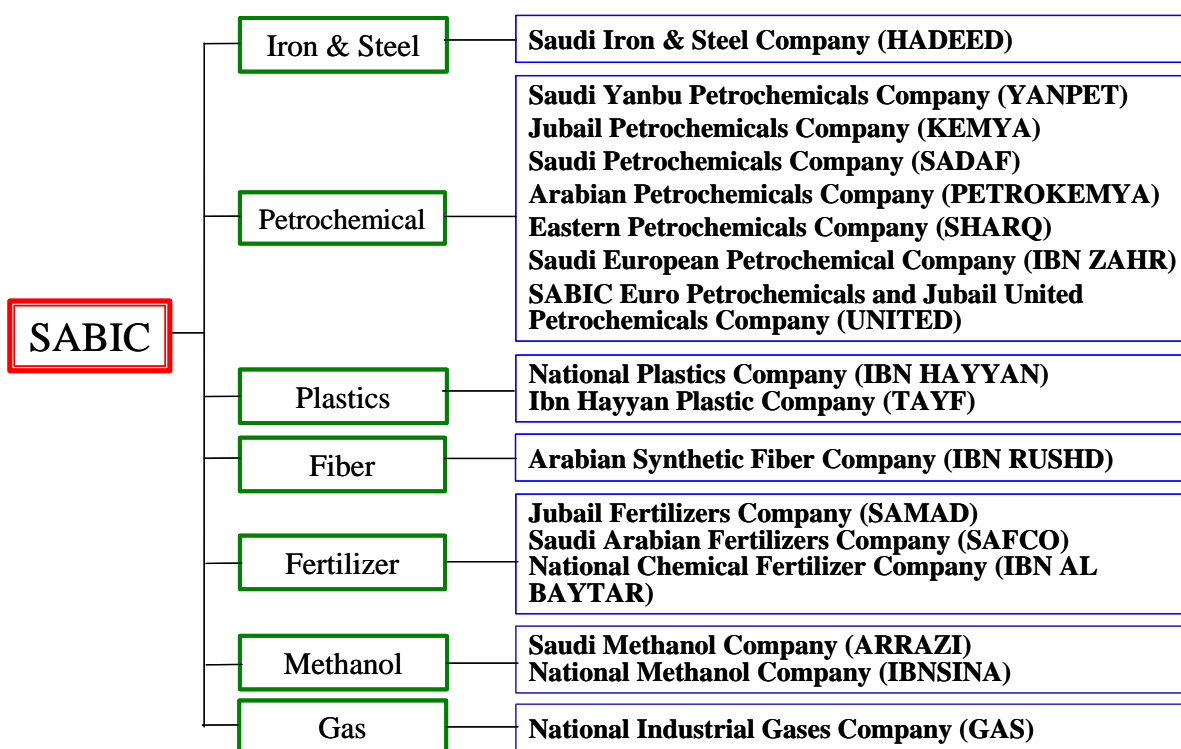 SABIC
Iron & Steel
Saudi Iron & Steel Company (HADEED)
Petrochemical
Saudi Yanbu Petrochemicals Company (YANPET)
Jubail Petrochemicals Company (KEMYA)
Saudi Petrochemicals Company (SADAF)
Arabian Petrochemicals Company (PETROKEMYA)
Eastern Petrochemicals Company (SHARQ)
Saudi European Petrochemical Company (IBN ZAHR)
SABIC Euro Petrochemicals and Jubail United
Petrochemicals Company (UNITED)
Plastics
National Plastics Company (IBN HAYYAN)
Ibn Hayyan Plastic Company (TAYF)
Fiber
Arabian Synthetic Fiber Company (IBN RUSHD)
Fertilizer
Jubail Fertilizers Company (SAMAD)
Saudi Arabian Fertilizers Company (SAFCO)
National Chemical Fertilizer Company (IBN AL
BAYTAR)
Methanol
Saudi Methanol Company (ARRAZI)
National Methanol Company (IBNSINA)
Gas
National Industrial Gases Company (GAS)